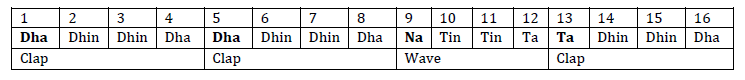 1 2 3 4 5 6 7 8 9 10 11 12 13 14 15 16
Dha Dhin Dhin Dha Dha Dhin Dhin Dha Na Tin Tin Ta Ta Dhin Dhin Dha
Clap Clap Wave Clap